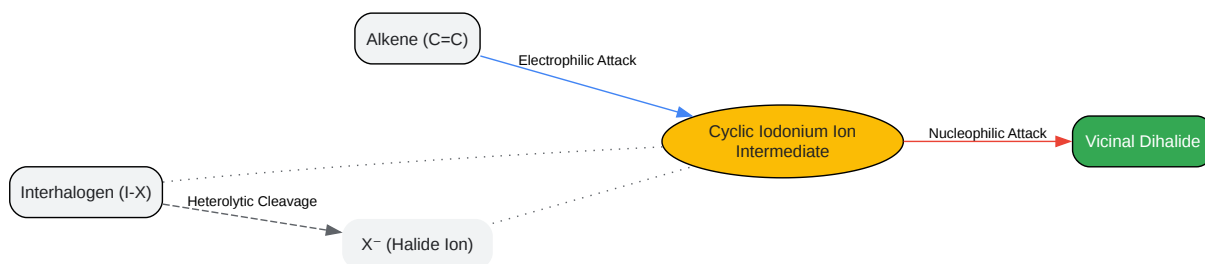 Alkene (C=C)
Electrophilic Attack
Cyclic Iodonium Ion
Intermediate
Nucleophilic Attack
Vicinal Dihalide
Interhalogen (I-X)
Heterolytic Cleavage
X⁻ (Halide Ion)